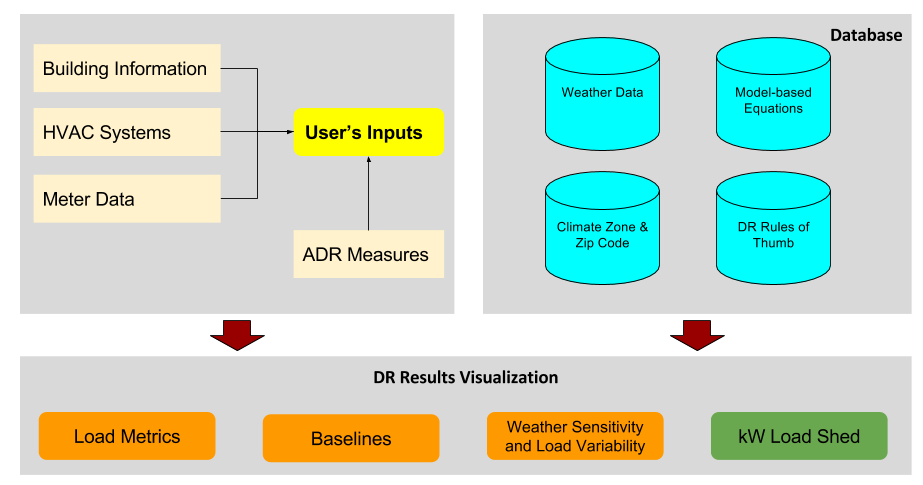 Building Information
HVAC Systems
Meter Data
User's Inputs
ADR Measures
Database
Weather Data
Model-based
Equations
Climate Zone &
Zip Code
DR Rules of
Thumb
DR Results Visualization
Load Metrics
Baselines
Weather Sensitivity
and Load Variability
kW Load Shed